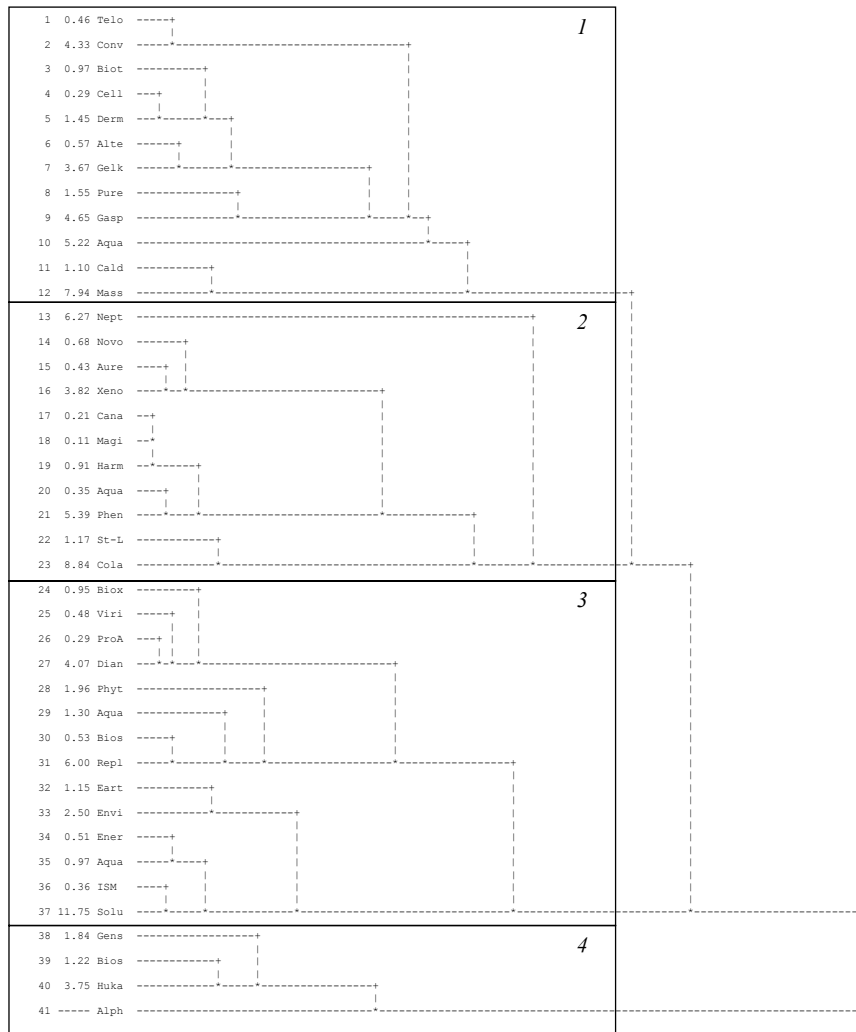 1 0.46 Telo
1
2 4.33 Conv
3 0.97 Biot
4 0.29 Cell
5 1.45 Derm
6 0.57 Alte
7 3.67 Gelk
8 1.55 Pure
9 4.65 Gasp
10 5.22 Aqua
11 1.10 Cald
12 7.94 Mass
13 6.27 Nept
2
14 0.68 Novo
15 0.43 Aure
16 3.82 Xeno
17 0.21 Cana
18 0.11 Magi
19 0.91 Harm
20 0.35 Aqua
21 5.39 Phen
22 1.17 St-L
23 8.84 Cola
24 0.95 Biox
3
25 0.48 Viri
26 0.29 ProA
27 4.07 Dian
28 1.96 Phyt
29 1.30 Aqua
30 0.53 Bios
31 6.00 Repl
32 1.15 Eart
33 2.50 Envi
34 0.51 Ener
35 0.97 Aqua
36 0.36 ISM
37 11.75 Solu
38 1.84 Gens
4
39 1.22 Bios
40 3.75 Huka
41 ----- Alph